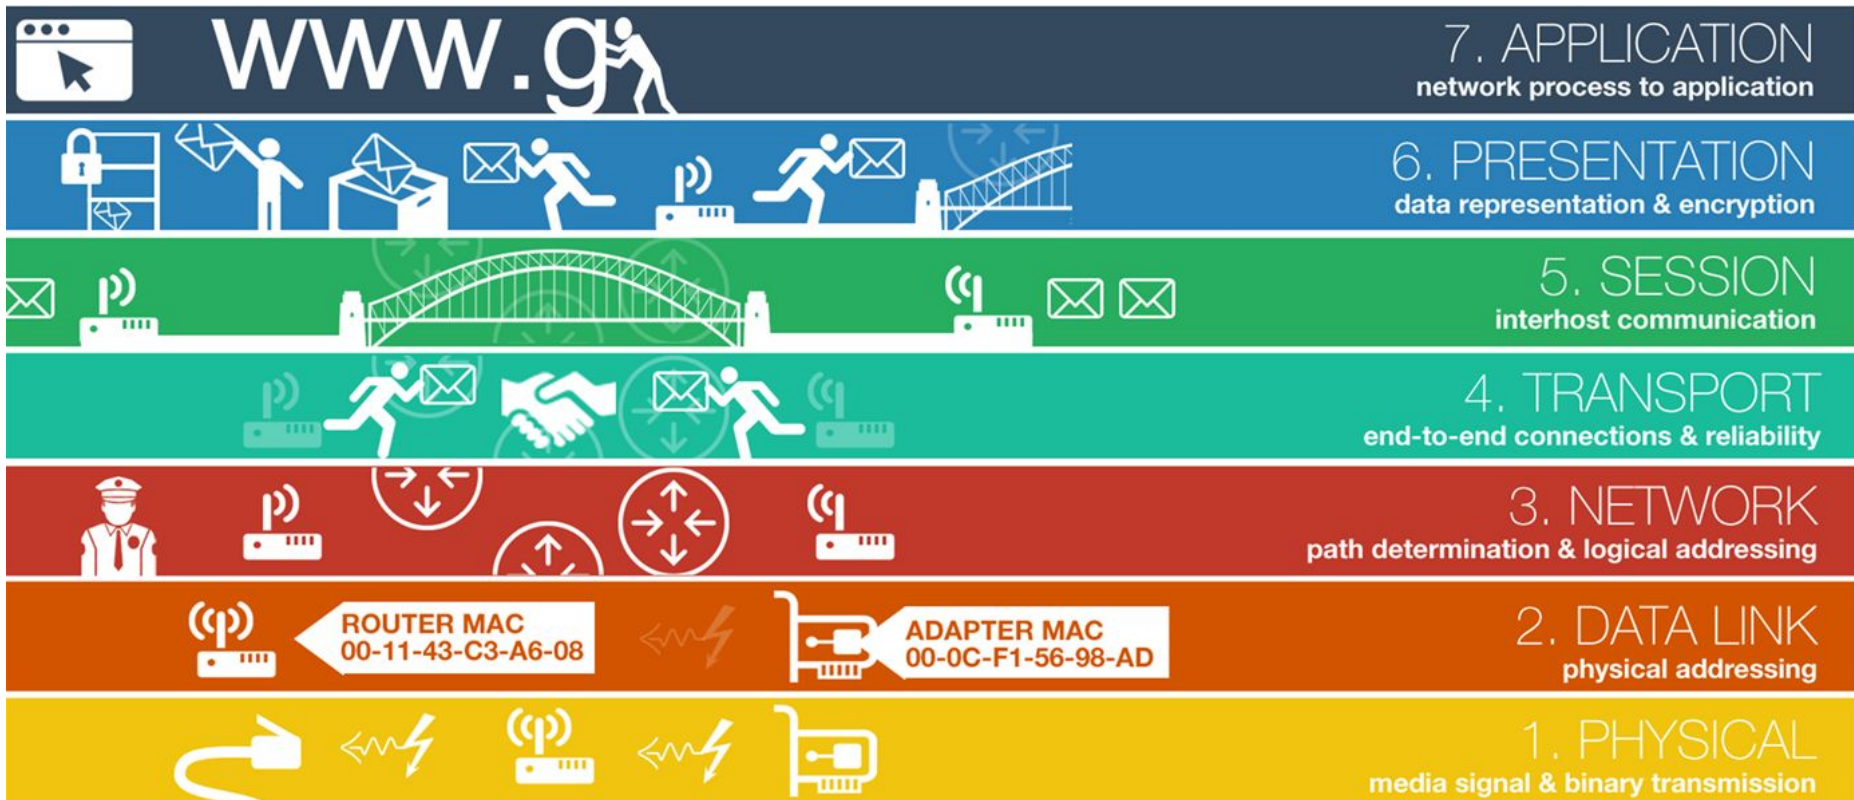 www.g
7. APPLICATION
network process to application
6. PRESENTATION
data representation & encryption
5. SESSION
interhost communication
4. TRANSPORT
end-to-end connections & reliability
3. NETWORK
path determination & logical addressing
ROUTER MAC
00-11-43-C3-A6-08
ADAPTER MAC
00-0C-F1-56-98-AD
2. DATA LINK
physical addressing
1. PHYSICAL
media signal & binary transmission